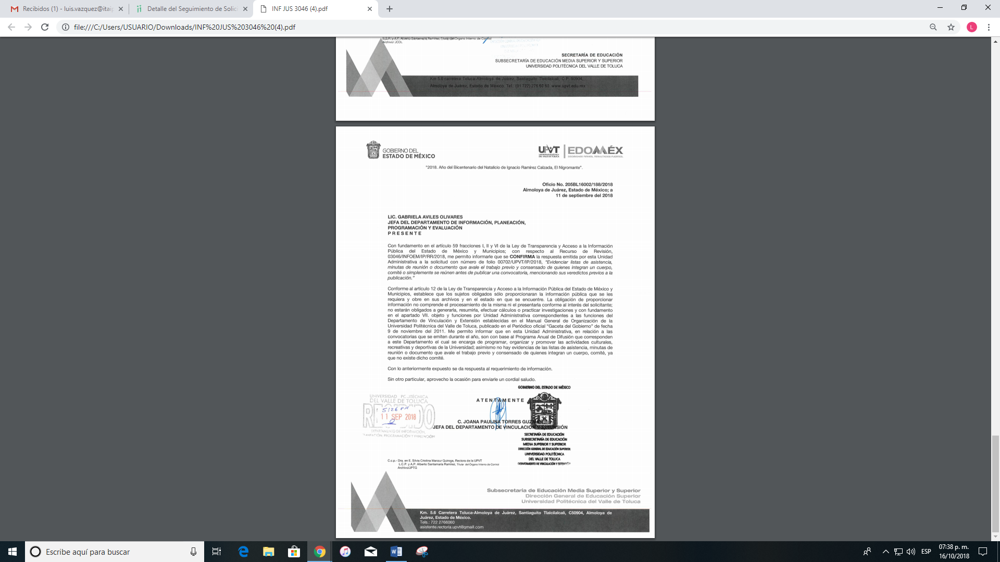 Recibidos (1) - luis.vazquez@itaip
Detalle del Seguimiento de Solici
INF JUS 3046 (4).pdf
file:///C:/Users/USUARIO/Downloads/INF%20JUS%203046%20(4).pdf
L
L.C.P. y A.P. Alberto Santamaría Ramírez, Titular del Órgano Interno de Control
Archivo/ JCOL
SECRETARÍA DE EDUCACIÓN
SUBSECRETARÍA DE EDUCACIÓN MEDIA SUPERIOR Y SUPERIOR
UNIVERSIDAD POLITÉCNICA DEL VALLE DE TOLUCA
Km 5.6 carretera Toluca-Almoloya de Juárez, Santiaguito Tlalcilalcali, C.P. 50904,
Almoloya de Juárez, Estado de México. Tel.: (01 722) 276 60 60. www.upvt.edu.mx
GOBIERNO DEL
ESTADO DE MÉXICO
UPVT
UNIVERSIDAD POLITÉCNICA
DEL VALLE DE TOLUCA
EDOMÉX
DECISIONES FIRMES, RESULTADOS FUERTES.
"2018. Año del Bicentenario del Natalicio de Ignacio Ramírez Calzada, El Nigromante".
Oficio No. 205BL16002/188/2018
Almoloya de Juárez, Estado de México; a
11 de septiembre del 2018
LIC. GABRIELA AVILES OLIVARES
JEFA DEL DEPARTAMENTO DE INFORMACIÓN, PLANEACIÓN,
PROGRAMACIÓN Y EVALUACIÓN
P R E S E N T E
Con fundamento en el artículo 59 fracciones I, II y VI de la Ley de Transparencia y Acceso a la Información
Pública del Estado de México y Municipios; con respecto al Recurso de Revisión,
03046/INFOEM/IP/RR/2018, me permito informarle que se CONFIRMA la respuesta emitida por esta Unidad
Administrativa a la solicitud con número de folio 00702/UPVT/IP/2018, "Evidenciar listas de asistencia,
minutas de reunión o documento que avale el trabajo previo y consensado de quienes integran un cuerpo,
comité o simplemente se reúnen antes de publicar una convocatoria, mencionando sus veredictos previos a la
publicación."
Conforme al artículo 12 de la Ley de Transparencia y Acceso a la Información Pública del Estado de México y
Municipios, establece que los sujetos obligados sólo proporcionaran la información pública que se les
requiera y obre en sus archivos y en el estado en que se encuentre. La obligación de proporcionar
información no comprende el procesamiento de la misma ni el presentarla conforme al interés del solicitante;
no estarán obligados a generarla, resumirla, efectuar cálculos o practicar investigaciones y con fundamento
en el apartado VII. objeto y funciones por Unidad Administrativa correspondientes a las funciones del
Departamento de Vinculación y Extensión establecidas en el Manual General de Organización de la
Universidad Politécnica del Valle de Toluca, publicado en el Periódico oficial "Gaceta del Gobierno" de fecha
9 de noviembre del 2011. Me permito informar que en esta Unidad Administrativa, en relación a las
convocatorias que se emiten durante el año, son con base al Programa Anual de Difusión que corresponden
a este Departamento el cual se encarga de programar, organizar y promover las actividades culturales,
recreativas y deportivas de la Universidad; asimismo no hay evidencias de las listas de asistencia, minutas de
reunión o documento que avale el trabajo previo y consensado de quienes integran un cuerpo, comité, ya
que no existe dicho comité.
Con lo anteriormente expuesto se da respuesta al requerimiento de información.
Sin otro particular, aprovecho la ocasión para enviarle un cordial saludo.
GOBIERNO DEL ESTADO DE MÉXICO
UNIVERSIDAD POLITÉCNICA
DEL VALLE DE TOLUCA
RECIBIDO
5:26 PM
11 SEP 2018
DEPARTAMENTO DE INFORMACIÓN,
PLANEACIÓN, PROGRAMACIÓN Y EVALUACIÓN
A T E N T A M E N T E
C. JOANA PAULINA TORRES GUZMÁN
JEFA DEL DEPARTAMENTO DE VINCULACIÓN Y EXTENSIÓN
SECRETARÍA DE EDUCACIÓN
SUBSECRETARÍA DE EDUCACIÓN
MEDIA SUPERIOR Y SUPERIOR
DIRECCIÓN GENERAL DE EDUCACIÓN SUPERIOR
UNIVERSIDAD POLITÉCNICA
DEL VALLE DE TOLUCA
DEPARTAMENTO DE VINCULACIÓN Y EXTENSIÓN
C.c.p.- Dra. en E. Silvia Cristina Manzur Quiroga, Rectora de la UPVT
L.C.P. y A.P. Alberto Santamaría Ramírez, Titular del Órgano Interno de Control
Archivo/JPTG
Subsecretaría de Educación Media Superior y Superior
Dirección General de Educación Superior
Universidad Politécnica del Valle de Toluca
Km. 5.6 Carretera Toluca-Almoloya de Juárez, Santiaguito Tlalcilalcali, C50904, Almoloya de
Juárez, Estado de México.
Tels.: 722 2766060
asistente.rectoria.upvt@gmail.com
Escribe aquí para buscar
ESP
07:38 p. m.
16/10/2018